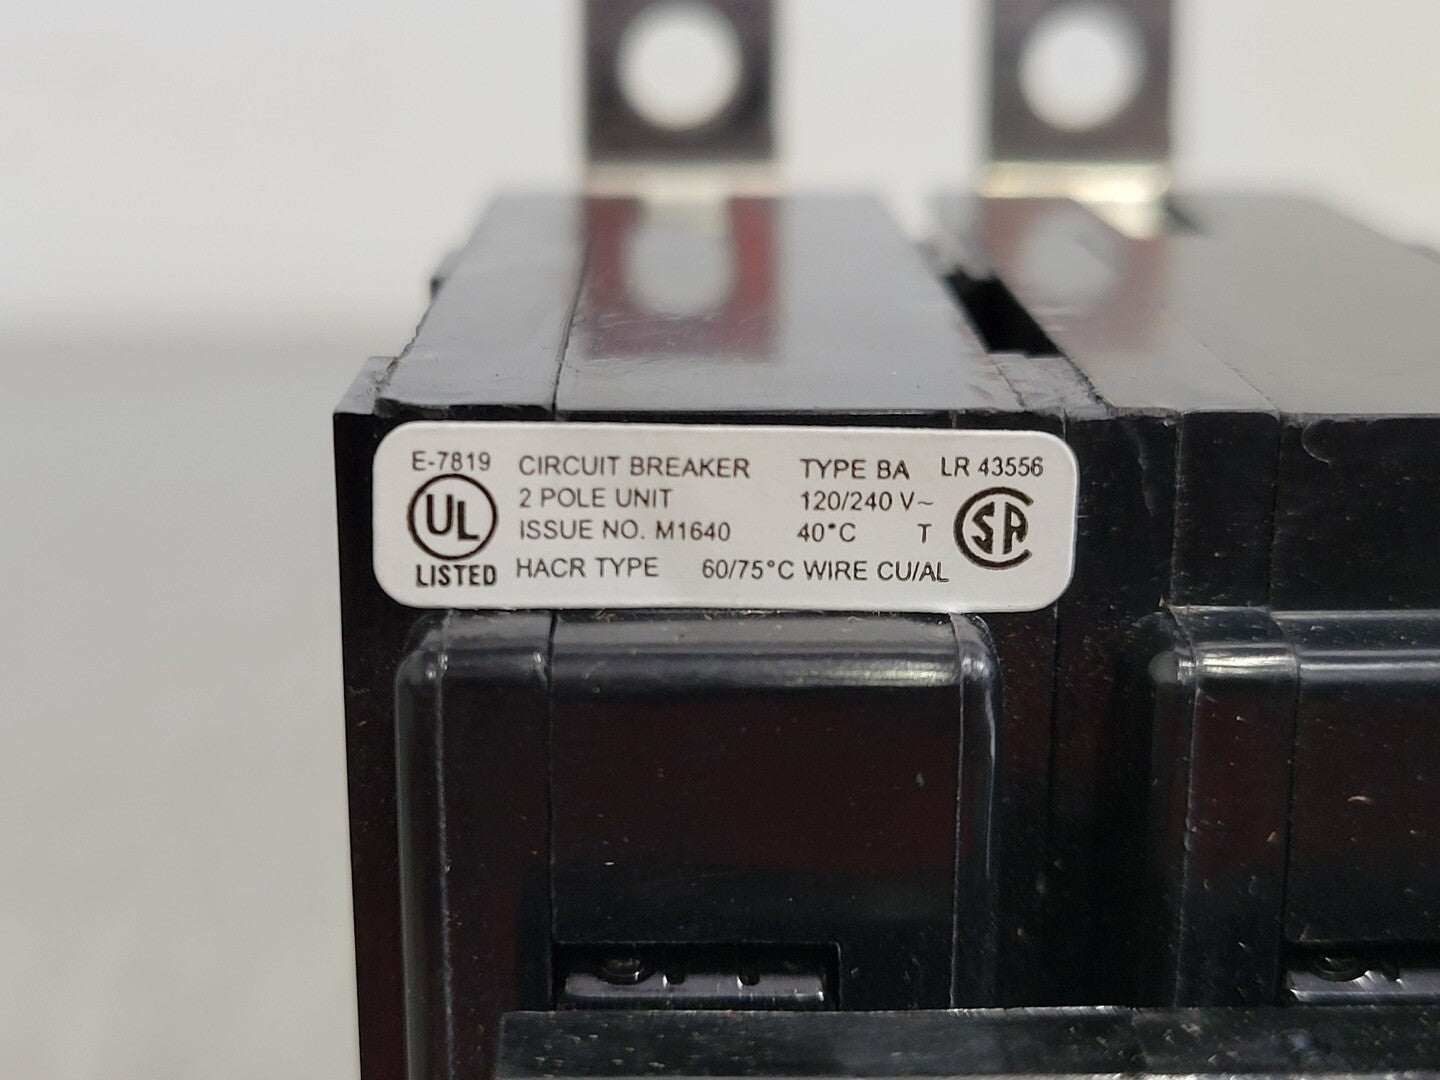 E-7819 CIRCUIT BREAKER TYPE BA LR 43556
2 POLE UNIT 120/240 V~
UL ISSUE NO. M1640 40°C T SA
LISTED HACR TYPE 60/75°C WIRE CU/AL